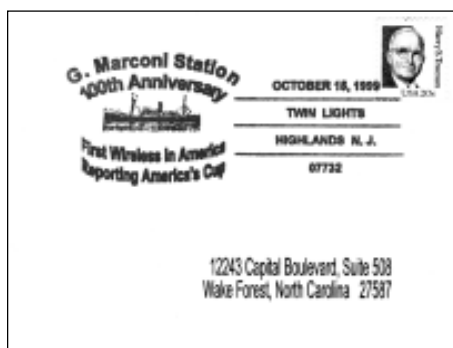 G. Marconi Station
100th Anniversary
First Wireless in America
Reporting America's Cup
OCTOBER 18, 1999
TWIN LIGHTS
HIGHLANDS N. J.
07732
Harry S. Truman
USA 20c
12243 Capital Boulevard, Suite 508
Wake Forest, North Carolina 27587